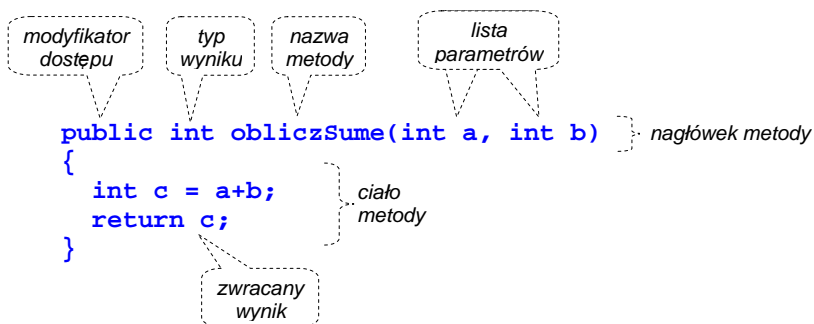 modyfikator
dostępu
typ
wyniku
nazwa
metody
lista
parametrów
public int obliczSume(int a, int b)
nagłówek metody
{
int c = a+b;
return c;
}
ciało
metody
zwracany
wynik